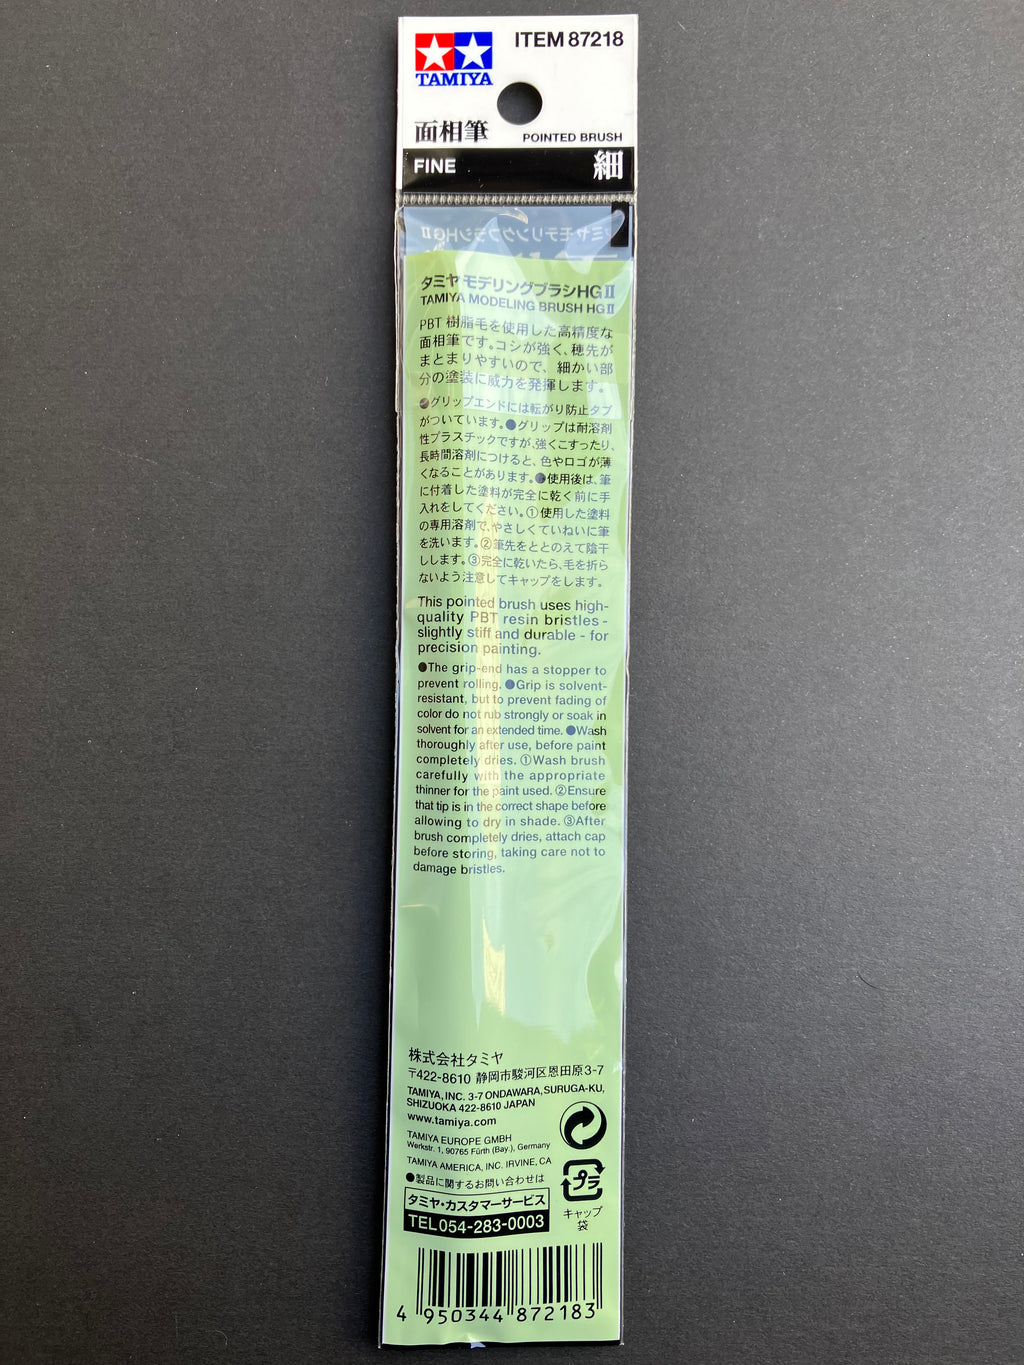 ITEM 87218
TAMIYA
面相筆
POINTED BRUSH
FINE
細
タミヤモデリングブラシHGⅡ
タミヤ モデリングブラシHGⅡ
TAMIYA MODELING BRUSH HGⅡ
PBT 樹脂毛を使用した高精度な
面相筆です。コシが強く、穂先が
まとまりやすいので、細かい部
分の塗装に威力を発揮します。
●グリップエンドには転がり防止タブ
がついています。●グリップは耐溶剤
性プラスチックですが、強くこすったり、
長時間溶剤につけると、色やロゴが薄
くなることがあります。●使用後は、筆
に付着した塗料が完全に乾く前に手
入れをしてください。①使用した塗料
の専用溶剤で、やさしくていねいに筆
を洗います。②筆先をととのえて陰干
しします。③完全に乾いたら、毛を折ら
ないよう注意してキャップをします。
This pointed brush uses high-
quality PBT resin bristles -
slightly stiff and durable - for
precision painting.
●The grip-end has a stopper to
prevent rolling. ●Grip is solvent-
resistant, but to prevent fading of
color do not rub strongly or soak in
solvent for an extended time. ●Wash
thoroughly after use, before paint
completely dries. ①Wash brush
carefully with the appropriate
thinner for the paint used. ②Ensure
that tip is in the correct shape before
allowing to dry in shade. ③After
brush completely dries, attach cap
before storing, taking care not to
damage bristles.
株式会社タミヤ
〒422-8610 静岡市駿河区恩田原3-7
TAMIYA, INC. 3-7 ONDAWARA, SURUGA-KU,
SHIZUOKA 422-8610 JAPAN
www.tamiya.com
TAMIYA EUROPE GMBH
Werkstr. 1, 90765 Fürth (Bay.), Germany
TAMIYA AMERICA, INC. IRVINE, CA
●製品に関するお問い合わせは
タミヤ・カスタマーサービス
TEL 054-283-0003
プラ
キャップ
袋
4 950344 872183